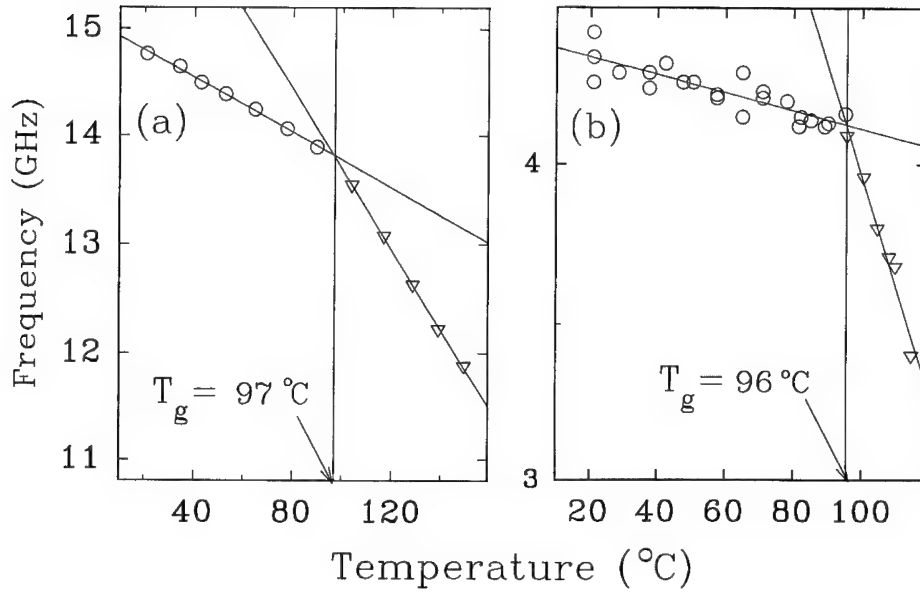 Frequency (GHz)
15
14
13
12
11
(a)
T_g = 97 °C
40
80
120
4
3
(b)
T_g = 96 °C
20
40
60
80
100
Temperature (°C)